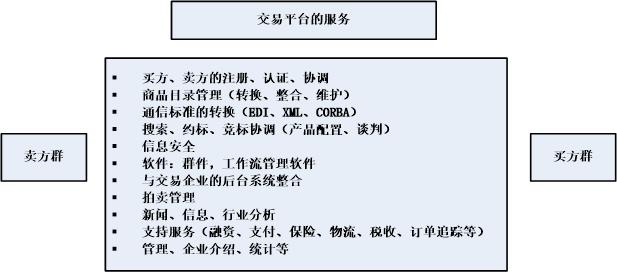 交易平台的服务
▪ 买方、卖方的注册、认证、协调
▪ 商品目录管理（转换、整合、维护）
▪ 通信标准的转换（EDI、XML、CORBA）
▪ 搜索、约标、竞标协调（产品配置、谈判）
▪ 信息安全
▪ 软件：群件，工作流管理软件
▪ 与交易企业的后台系统整合
▪ 拍卖管理
▪ 新闻、信息、行业分析
▪ 支持服务（融资、支付、保险、物流、税收、订单追踪等）
▪ 管理、企业介绍、统计等
卖方群
买方群